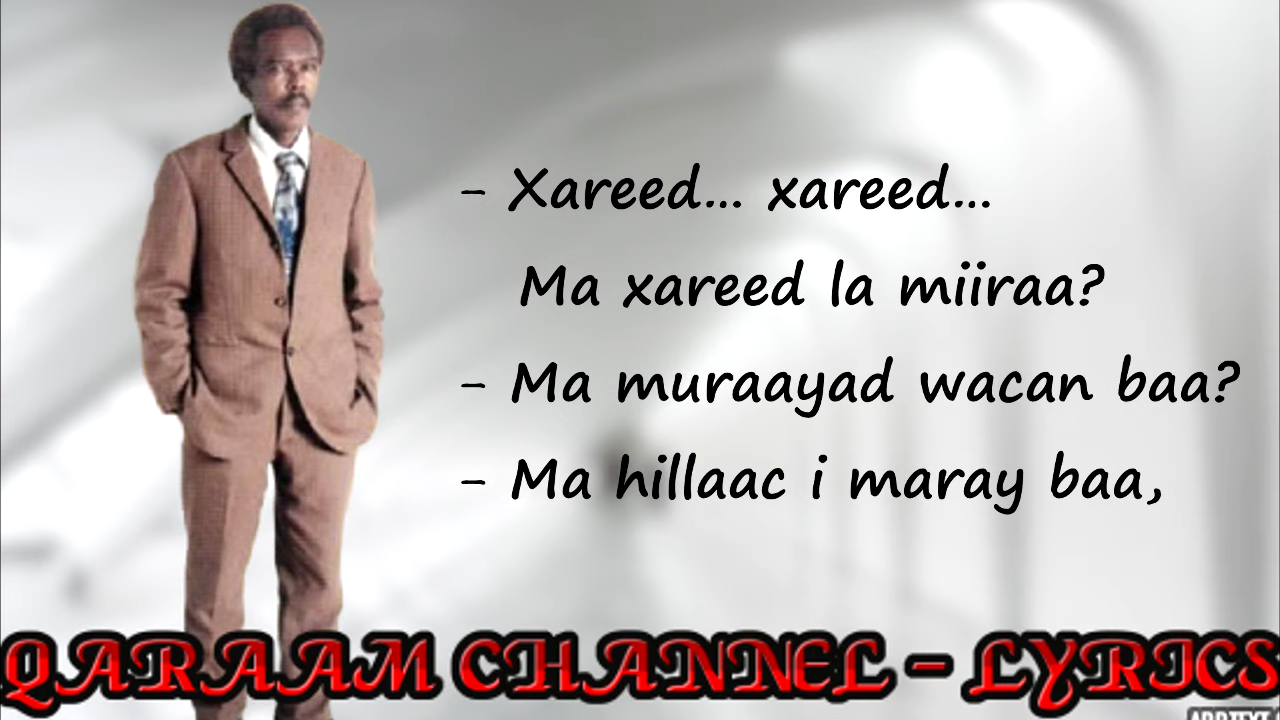 - Xareed... xareed...
Ma xareed la miiraa?
- Ma muraayad wacan baa?
- Ma hillaac i maray baa,
QARAAM CHANNEL - LYRICS